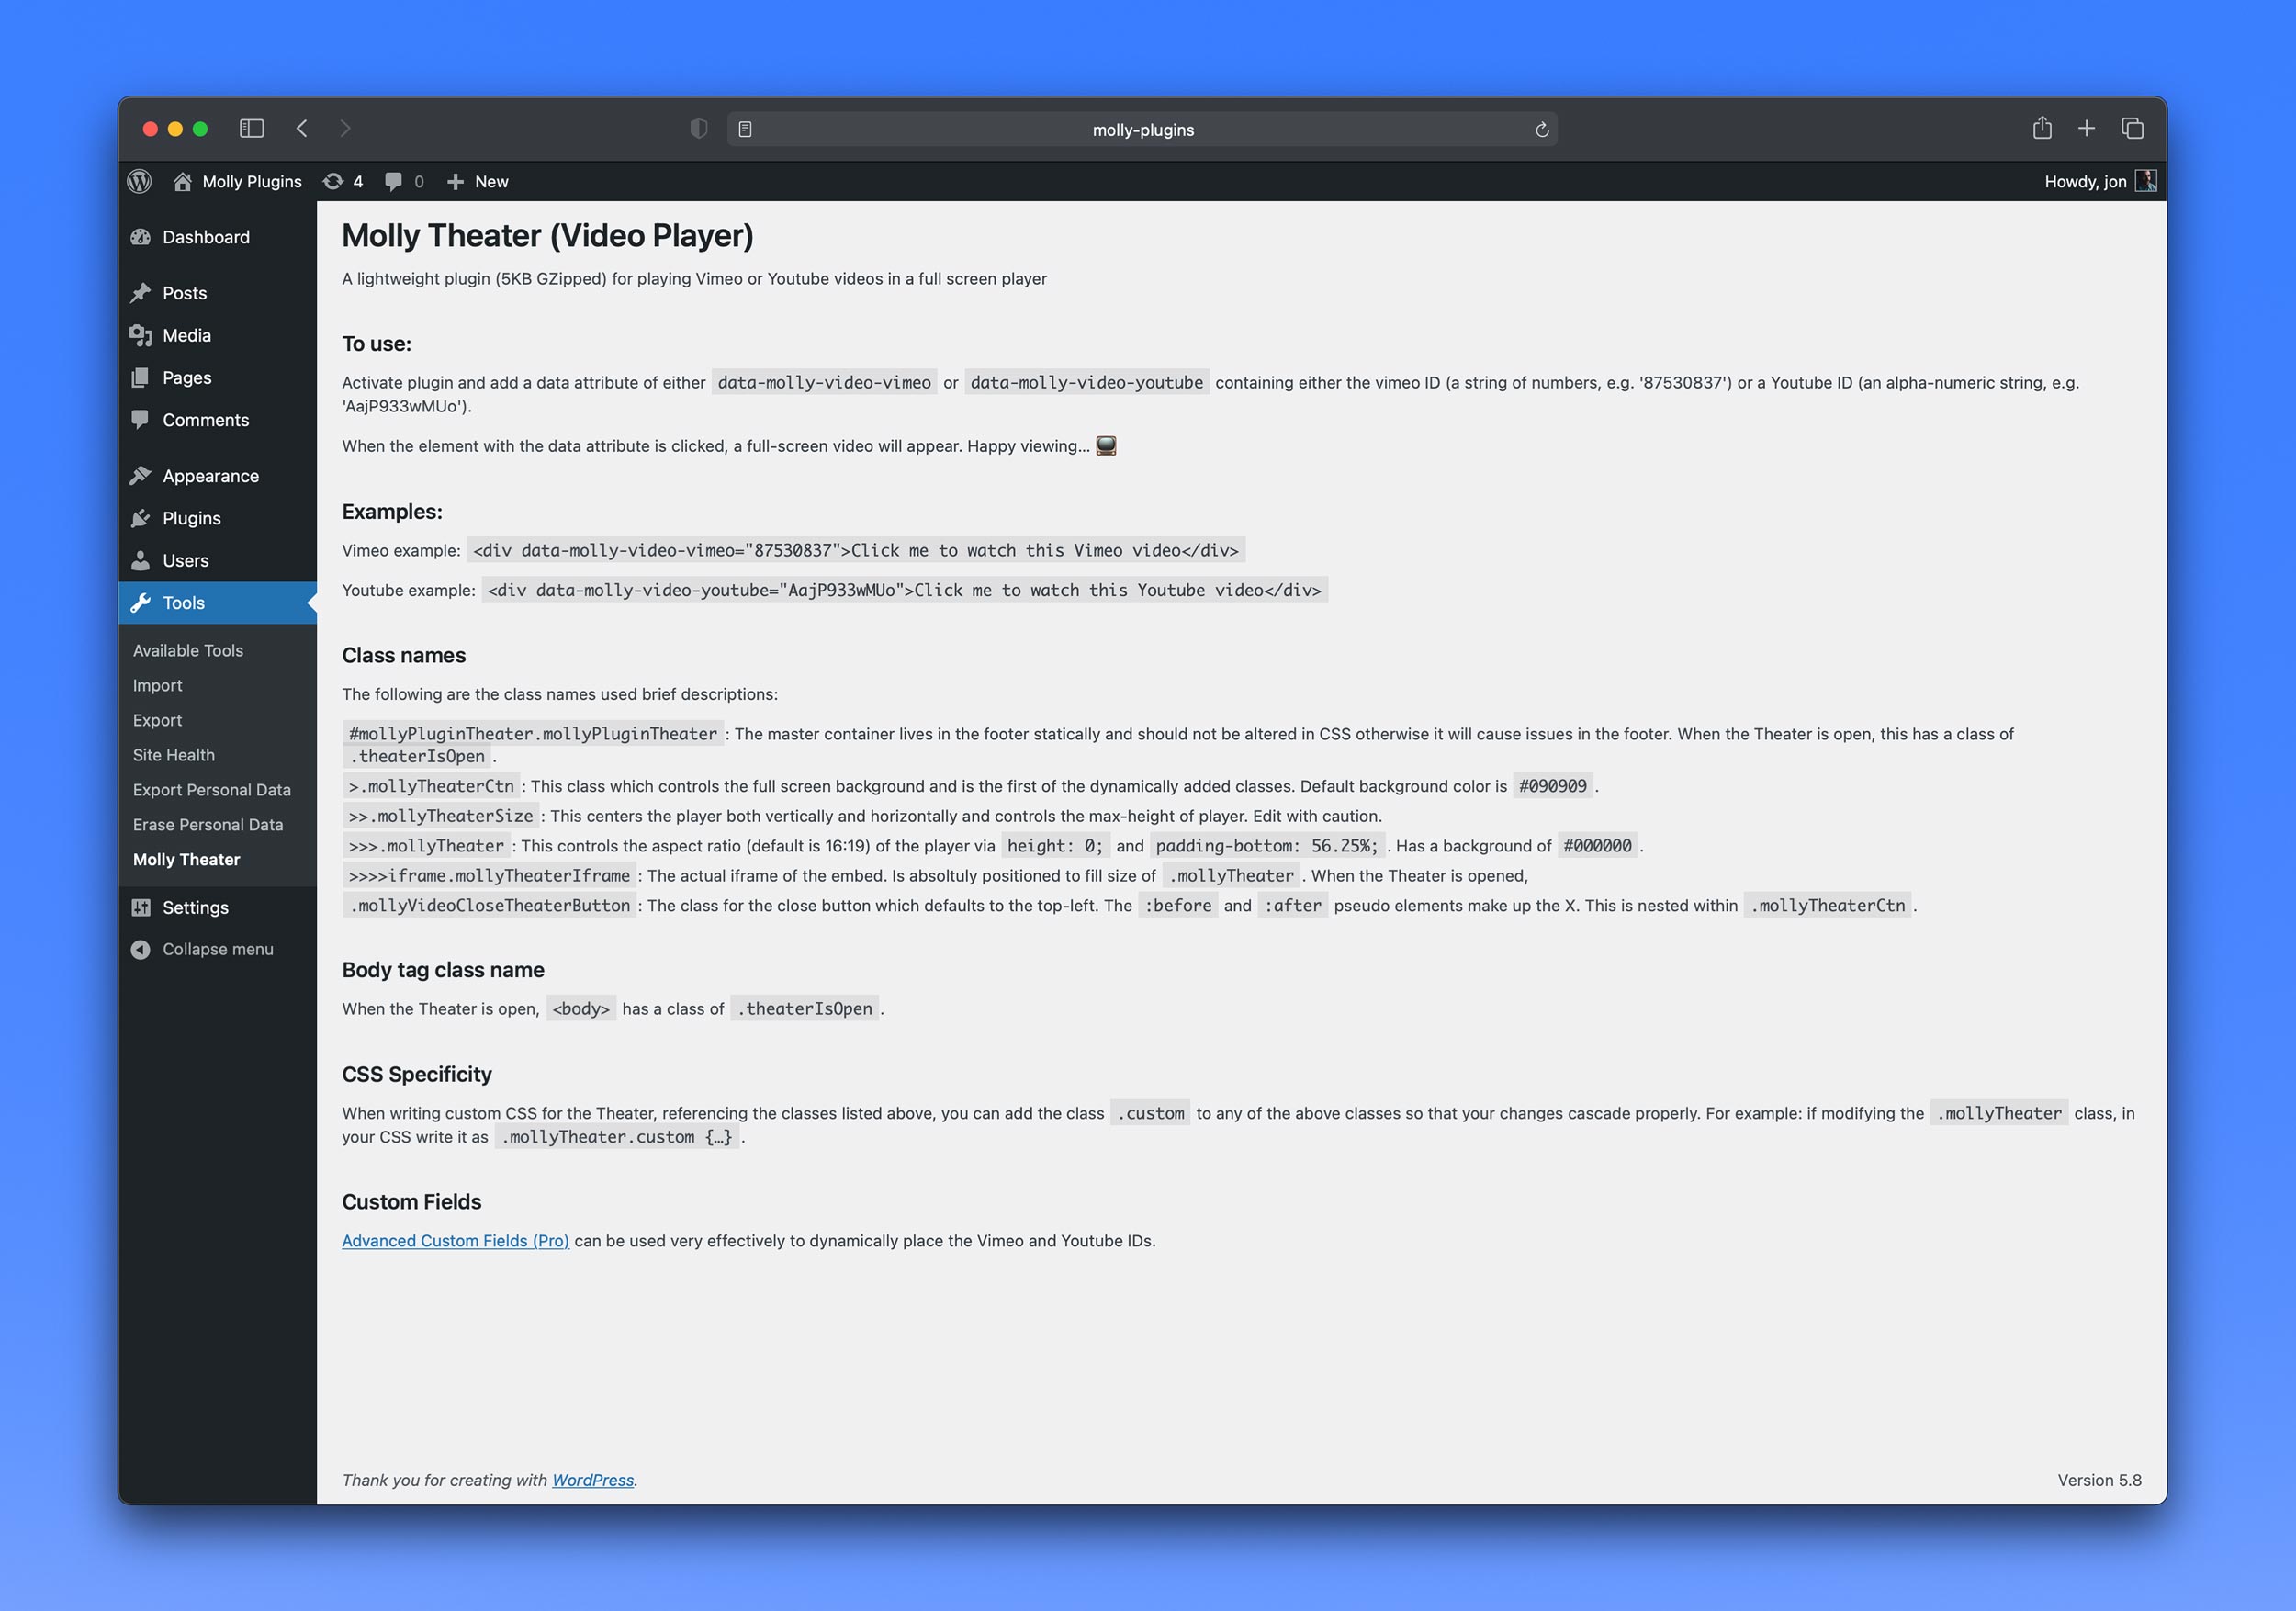 molly-plugins
Molly Plugins 4 0 New Howdy, jon
Dashboard
Posts
Media
Pages
Comments
Appearance
Plugins
Users
Tools
Available Tools
Import
Export
Site Health
Export Personal Data
Erase Personal Data
Molly Theater
Settings
Collapse menu
Molly Theater (Video Player)
A lightweight plugin (5KB GZipped) for playing Vimeo or Youtube videos in a full screen player
To use:
Activate plugin and add a data attribute of either data-molly-video-vimeo or data-molly-video-youtube containing either the vimeo ID (a string of numbers, e.g. '87530837') or a Youtube ID (an alpha-numeric string, e.g.
'AajP933wMUo').
When the element with the data attribute is clicked, a full-screen video will appear. Happy viewing... 📺
Examples:
Vimeo example: <div data-molly-video-vimeo="87530837">Click me to watch this Vimeo video</div>
Youtube example: <div data-molly-video-youtube="AajP933wMUo">Click me to watch this Youtube video</div>
Class names
The following are the class names used brief descriptions:
#mollyPluginTheater.mollyPluginTheater : The master container lives in the footer statically and should not be altered in CSS otherwise it will cause issues in the footer. When the Theater is open, this has a class of
.theaterIsOpen .
>.mollyTheaterCtn : This class which controls the full screen background and is the first of the dynamically added classes. Default background color is #090909 .
>>.mollyTheaterSize : This centers the player both vertically and horizontally and controls the max-height of player. Edit with caution.
>>>.mollyTheater : This controls the aspect ratio (default is 16:19) of the player via height: 0; and padding-bottom: 56.25%; . Has a background of #000000 .
>>>>iframe.mollyTheaterIframe : The actual iframe of the embed. Is absoltuly positioned to fill size of .mollyTheater . When the Theater is opened,
.mollyVideoCloseTheaterButton : The class for the close button which defaults to the top-left. The :before and :after pseudo elements make up the X. This is nested within .mollyTheaterCtn .
Body tag class name
When the Theater is open, <body> has a class of .theaterIsOpen .
CSS Specificity
When writing custom CSS for the Theater, referencing the classes listed above, you can add the class .custom to any of the above classes so that your changes cascade properly. For example: if modifying the .mollyTheater class, in
your CSS write it as .mollyTheater.custom {…} .
Custom Fields
Advanced Custom Fields (Pro) can be used very effectively to dynamically place the Vimeo and Youtube IDs.
Thank you for creating with WordPress.
Version 5.8